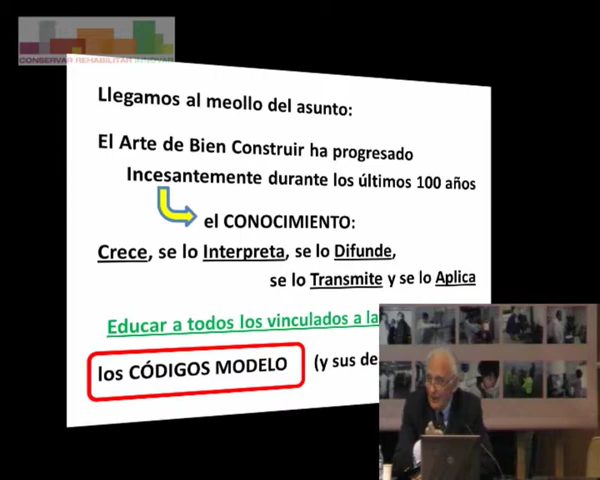 CONSERVAR REHABILITAR INNOVAR
Llegamos al meollo del asunto:
El Arte de Bien Construir ha progresado
Incesantemente durante los últimos 100 años
el CONOCIMIENTO:
Crece, se lo Interpreta, se lo Difunde,
se lo Transmite y se lo Aplica
Educar a todos los vinculados a la
los CÓDIGOS MODELO (y sus de